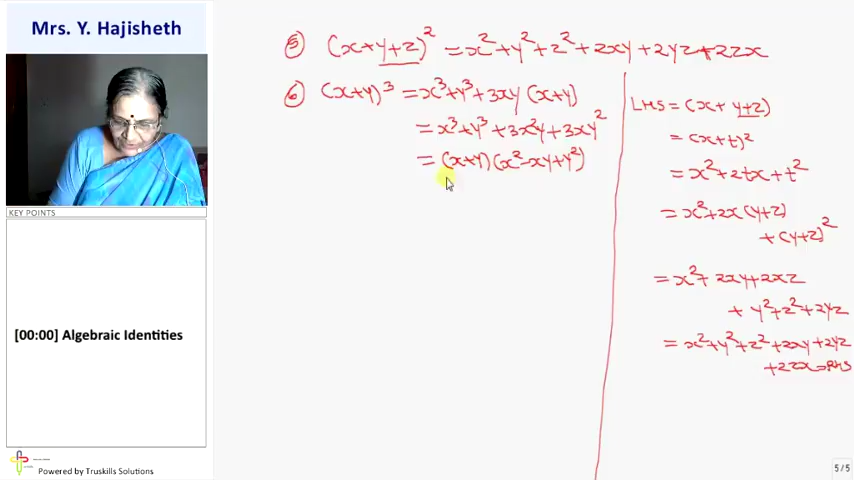 Mrs. Y. Hajisheth
KEY POINTS
[00:00] Algebraic Identities
Powered by Truskills Solutions
⑤ (x+y+z)² = x²+y²+z²+2xy+2yz+2zx
⑥ (x+y)³ = x³+y³+3xy(x+y)
= x³+y³+3x²y+3xy²
= (x+y)(x²-xy+y²)
LHS = (x+y+z)
= (x+t)²
= x²+2tx+t²
= x²+2x(y+z)
+(y+z)²
= x²+2xy+2xz
+y²+z²+2yz
= x²+y²+z²+2xy+2yz
+2zx=RHS
5/5